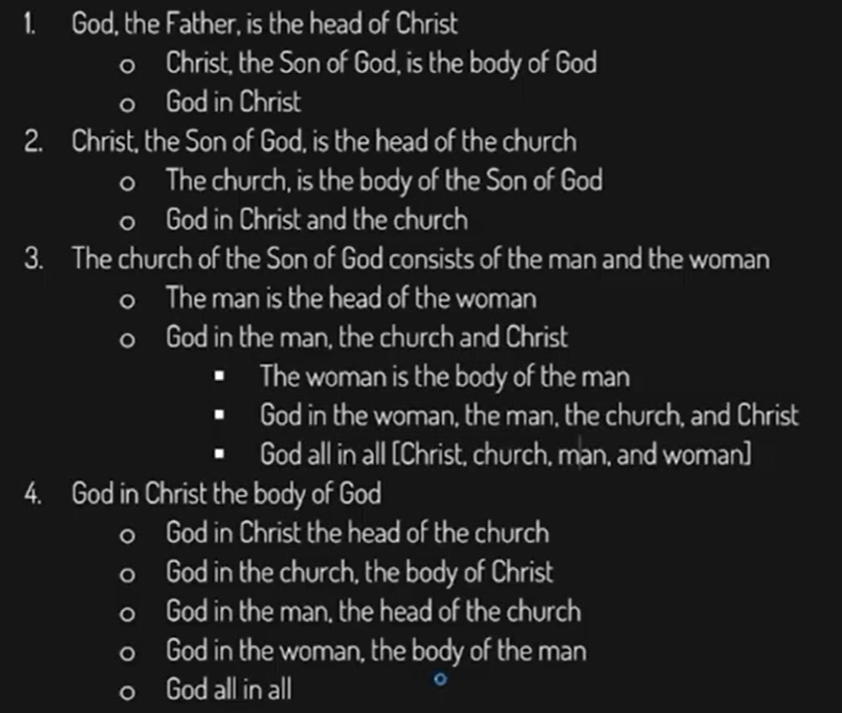 1. God, the Father, is the head of Christ
o Christ, the Son of God, is the body of God
o God in Christ
2. Christ, the Son of God, is the head of the church
o The church, is the body of the Son of God
o God in Christ and the church
3. The church of the Son of God consists of the man and the woman
o The man is the head of the woman
o God in the man, the church and Christ
▪ The woman is the body of the man
▪ God in the woman, the man, the church, and Christ
▪ God all in all [Christ, church, man, and woman]
4. God in Christ the body of God
o God in Christ the head of the church
o God in the church, the body of Christ
o God in the man, the head of the church
o God in the woman, the body of the man
o God all in all